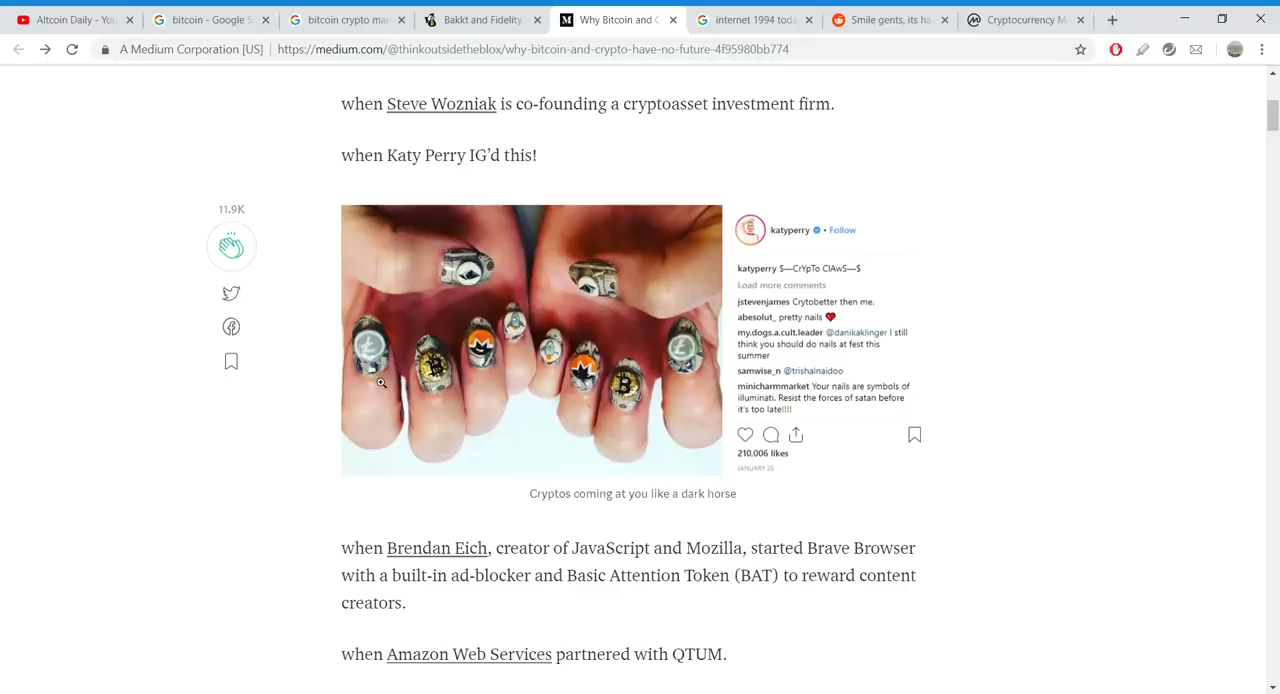 Altcoin Daily - You
bitcoin - Google S
bitcoin crypto ma
Bakkt and Fidelity
Why Bitcoin and C
internet 1994 toda
Smile gents, its ha
Cryptocurrency M
A Medium Corporation [US]
https://medium.com/@thinkoutsidetheblox/why-bitcoin-and-crypto-have-no-future-4f95980bb774
when Steve Wozniak is co-founding a cryptoasset investment firm.
when Katy Perry IG’d this!
11.9K
katyperry • Follow
katyperry $—CrYpTo ClAwS—$
Load more comments
jstevenjames Crytobetter then me.
abesolut_ pretty nails ❤
my.dogs.a.cult.leader @danikaklinger I still
think you should do nails at fest this
summer
samwise_n @trishalnaidoo
minicharmmarket Your nails are symbols of
illuminati. Resist the forces of satan before
it's too late!!!!
210,006 likes
JANUARY 25
Cryptos coming at you like a dark horse
when Brendan Eich, creator of JavaScript and Mozilla, started Brave Browser
with a built-in ad-blocker and Basic Attention Token (BAT) to reward content
creators.
when Amazon Web Services partnered with QTUM.